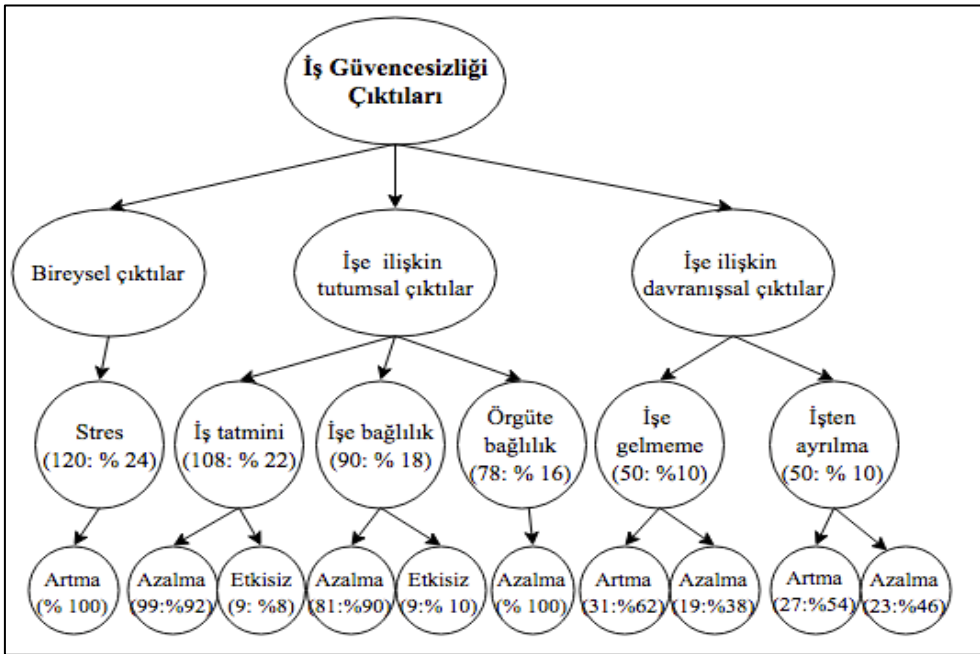 İş Güvencesizliği
Çıktıları
Bireysel çıktılar
İşe ilişkin
tutumsal çıktılar
İşe ilişkin
davranışsal çıktılar
Stres
(120: % 24)
İş tatmini
(108: % 22)
İşe bağlılık
(90: % 18)
Örgüte
bağlılık
(78: % 16)
İşe
gelmeme
(50: %10)
İşten
ayrılma
(50: % 10)
Artma
(% 100)
Azalma
(99:%92)
Etkisiz
(9: %8)
Azalma
(81:%90)
Etkisiz
(9:% 10)
Azalma
(% 100)
Artma
(31:%62)
Azalma
(19:%38)
Artma
(27:%54)
Azalma
(23:%46)